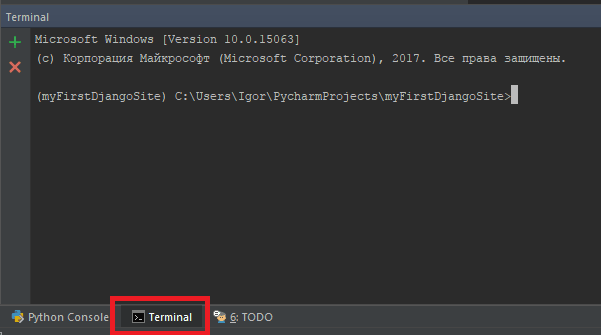 Terminal
Microsoft Windows [Version 10.0.15063]
(c) Корпорация Майкрософт (Microsoft Corporation), 2017. Все права защищены.
(myFirstDjangoSite) C:\Users\Igor\PycharmProjects\myFirstDjangoSite>
Python Console Terminal 6: TODO